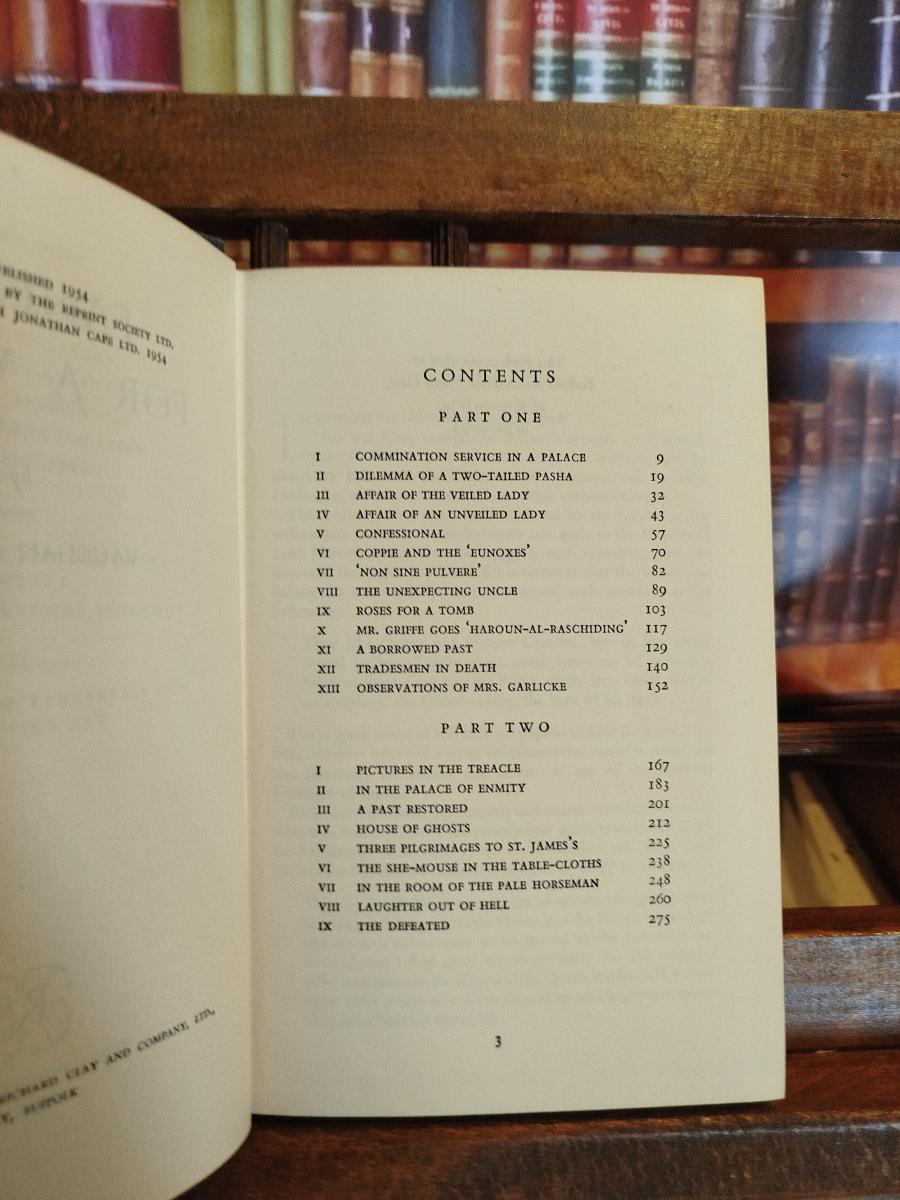 BLISHED 1954
BY THE REPRINT SOCIETY LTD.
JONATHAN CAPE LTD. 1954
RICHARD CLAY AND COMPANY, LTD.,
Y, SUFFOLK
CONTENTS
PART ONE
I COMMINATION SERVICE IN A PALACE 9
II DILEMMA OF A TWO-TAILED PASHA 19
III AFFAIR OF THE VEILED LADY 32
IV AFFAIR OF AN UNVEILED LADY 43
V CONFESSIONAL 57
VI COPPIE AND THE 'EUNOXES' 70
VII 'NON SINE PULVERE' 82
VIII THE UNEXPECTING UNCLE 89
IX ROSES FOR A TOMB 103
X MR. GRIFFE GOES 'HAROUN-AL-RASCHIDING' 117
XI A BORROWED PAST 129
XII TRADESMEN IN DEATH 140
XIII OBSERVATIONS OF MRS. GARLICKE 152
PART TWO
I PICTURES IN THE TREACLE 167
II IN THE PALACE OF ENMITY 183
III A PAST RESTORED 201
IV HOUSE OF GHOSTS 212
V THREE PILGRIMAGES TO ST. JAMES'S 225
VI THE SHE-MOUSE IN THE TABLE-CLOTHS 238
VII IN THE ROOM OF THE PALE HORSEMAN 248
VIII LAUGHTER OUT OF HELL 260
IX THE DEFEATED 275
3